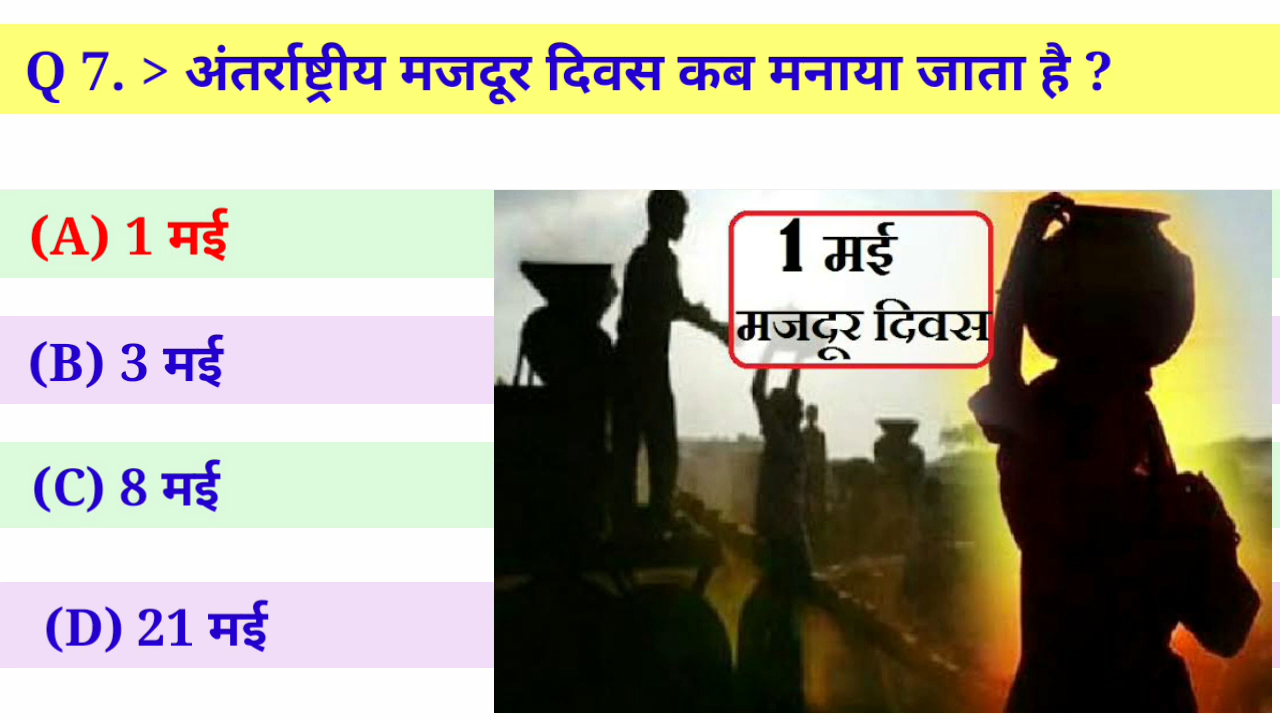 Q 7. > अंतर्राष्ट्रीय मजदूर दिवस कब मनाया जाता है ?
(A) 1 मई
(B) 3 मई
(C) 8 मई
(D) 21 मई
1 मई
मजदूर दिवस